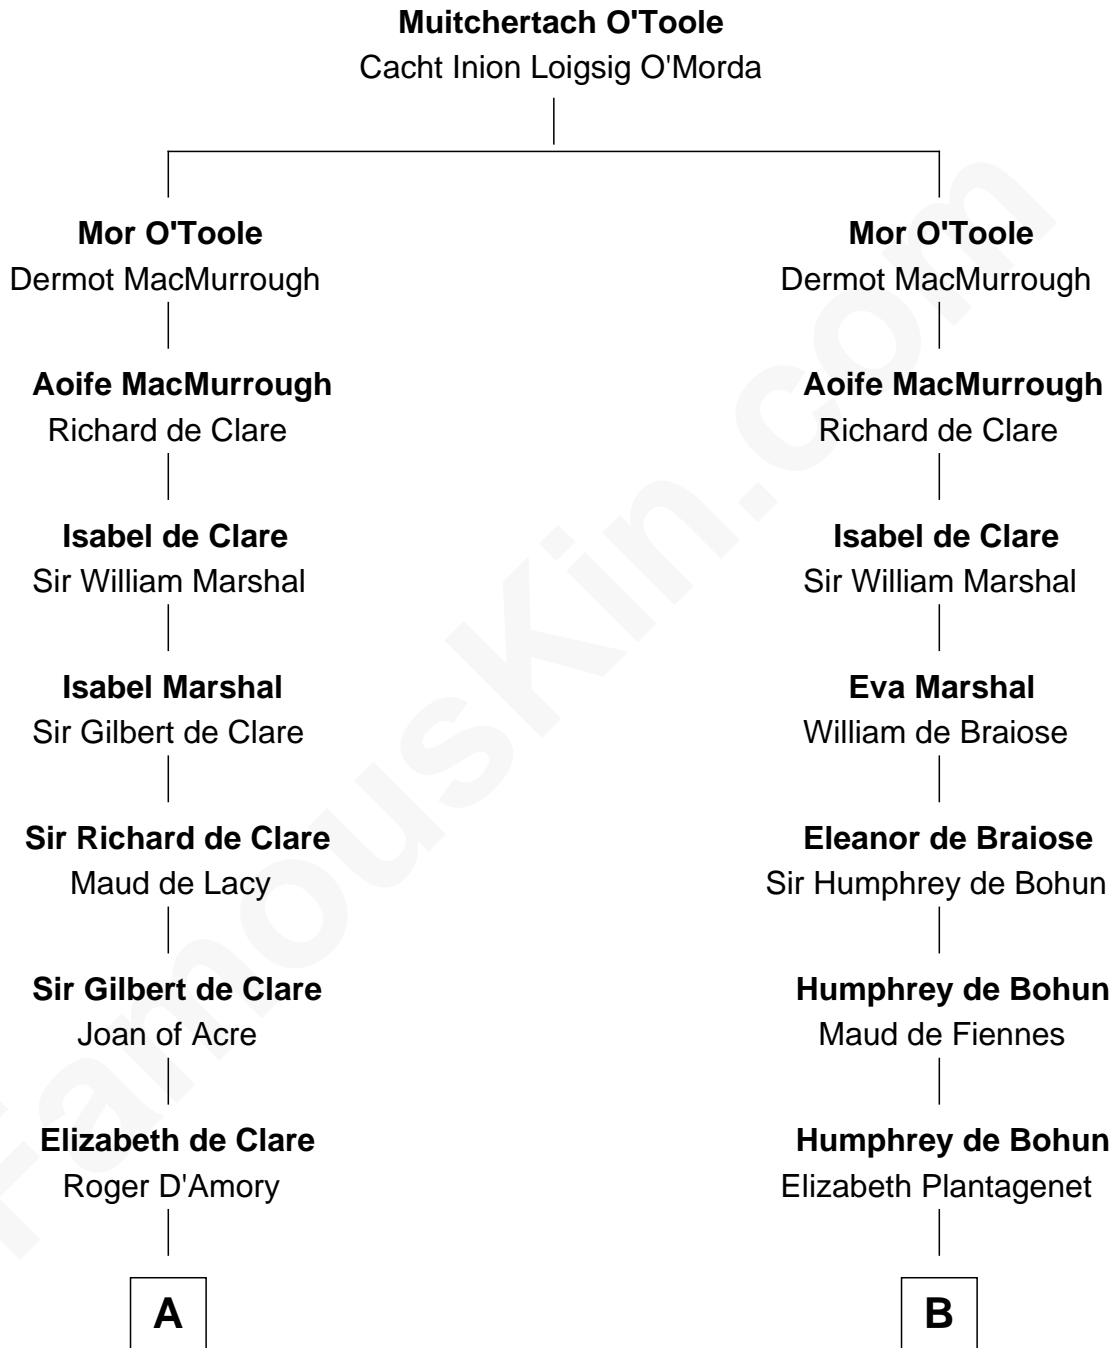 Muitchertach O'Toole
Cacht Inion Loigsig O'Morda
Mor O'Toole
Dermot MacMurrough
Aoife MacMurrough
Richard de Clare
Isabel de Clare
Sir William Marshal
Isabel Marshal
Sir Gilbert de Clare
Sir Richard de Clare
Maud de Lacy
Sir Gilbert de Clare
Joan of Acre
Elizabeth de Clare
Roger D'Amory
A
Mor O'Toole
Dermot MacMurrough
Aoife MacMurrough
Richard de Clare
Isabel de Clare
Sir William Marshal
Eva Marshal
William de Braiose
Eleanor de Braiose
Sir Humphrey de Bohun
Humphrey de Bohun
Maud de Fiennes
Humphrey de Bohun
Elizabeth Plantagenet
B
FamousKin.com